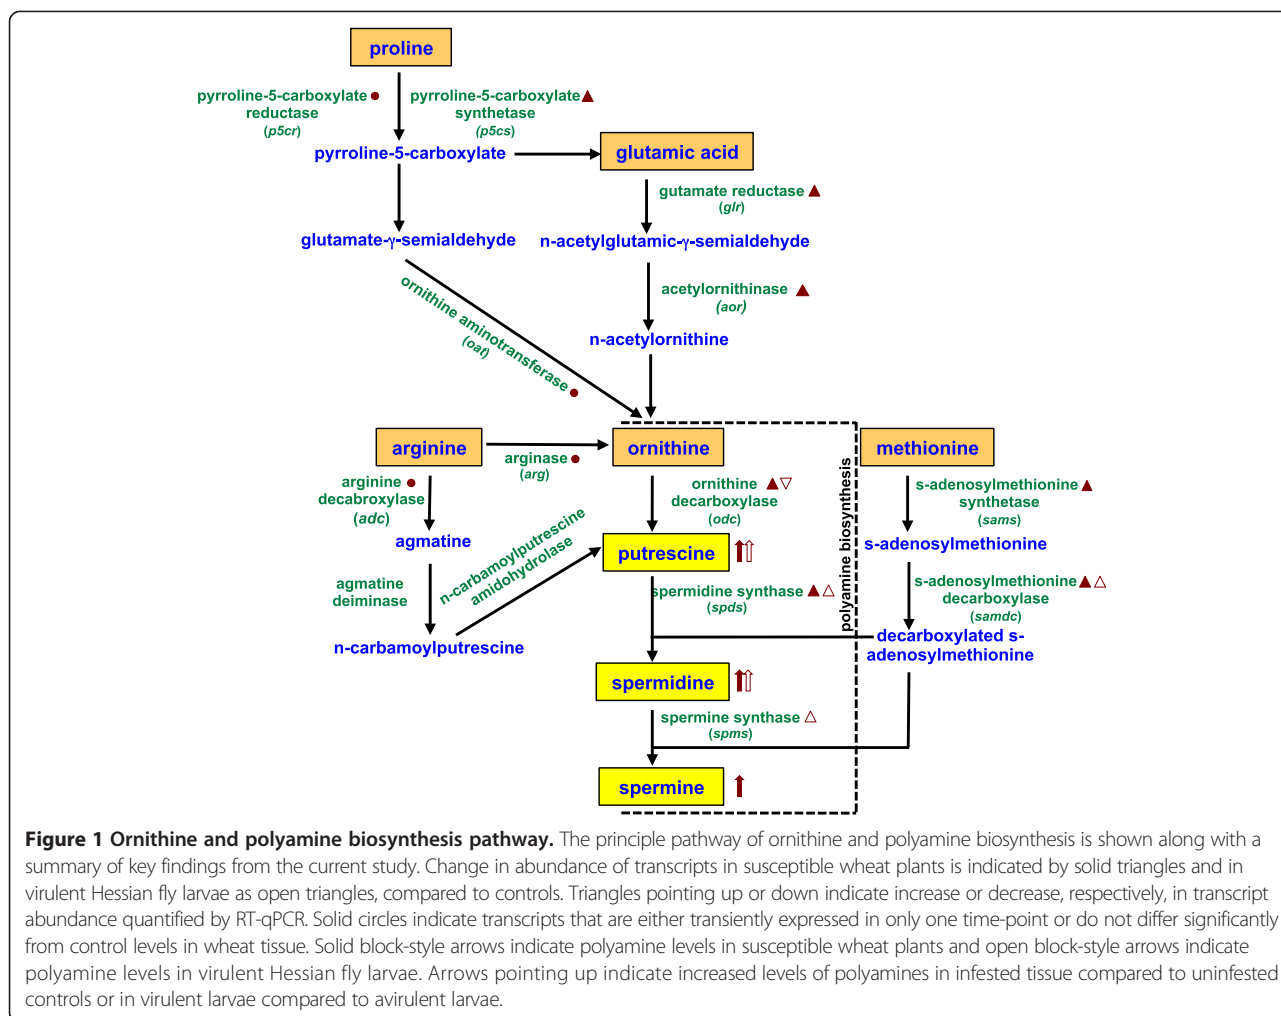 proline
pyrroline-5-carboxylate
reductase
(p5cr)
pyrroline-5-carboxylate
synthetase
(p5cs)
pyrroline-5-carboxylate
glutamic acid
gutamate reductase
(glr)
glutamate-γ-semialdehyde
n-acetylglutamic-γ-semialdehyde
ornithine aminotransferase
(oat)
acetylornithinase
(aor)
n-acetylornithine
arginine
arginase
(arg)
ornithine
methionine
arginine
decabroxylase
(adc)
ornithine
decarboxylase
(odc)
polyamine biosynthesis
s-adenosylmethionine
synthetase
(sams)
agmatine
n-carbamoylputrescine
amidohydrolase
putrescine
s-adenosylmethionine
agmatine
deiminase
spermidine synthase
(spds)
s-adenosylmethionine
decarboxylase
(samdc)
n-carbamoylputrescine
decarboxylated s-
adenosylmethionine
spermidine
spermine synthase
(spms)
spermine
Figure 1 Ornithine and polyamine biosynthesis pathway. The principle pathway of ornithine and polyamine biosynthesis is shown along with a
summary of key findings from the current study. Change in abundance of transcripts in susceptible wheat plants is indicated by solid triangles and in
virulent Hessian fly larvae as open triangles, compared to controls. Triangles pointing up or down indicate increase or decrease, respectively, in transcript
abundance quantified by RT-qPCR. Solid circles indicate transcripts that are either transiently expressed in only one time-point or do not differ significantly
from control levels in wheat tissue. Solid block-style arrows indicate polyamine levels in susceptible wheat plants and open block-style arrows indicate
polyamine levels in virulent Hessian fly larvae. Arrows pointing up indicate increased levels of polyamines in infested tissue compared to uninfested
controls or in virulent larvae compared to avirulent larvae.